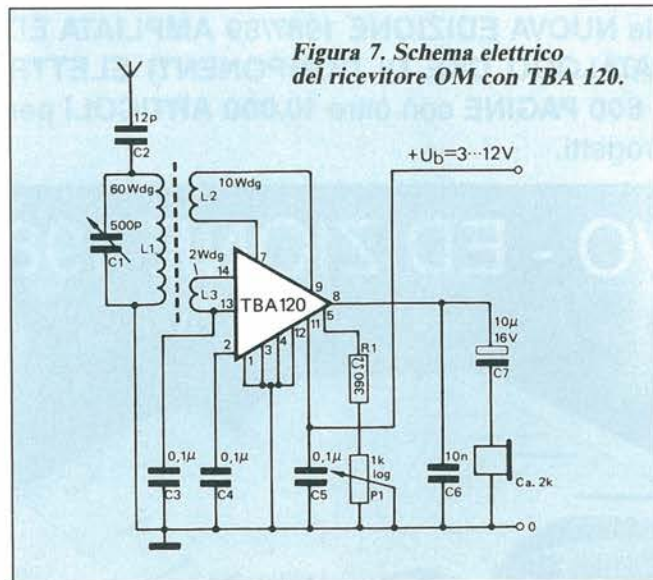 Figura 7. Schema elettrico
del ricevitore OM con TBA 120.
12p
C2
60Wdg
500p
C1
L1
10Wdg
L2
2Wdg
L3
+Ub=3...12V
7
14
13
2
TBA120
9
8
5
11
12
1
3
4
R1
390 Ω
10µ
16V
C7
0,1µ
C3
0,1µ
C4
0,1µ
C5
1k
log
P1
10n
C6
Ca. 2k
0